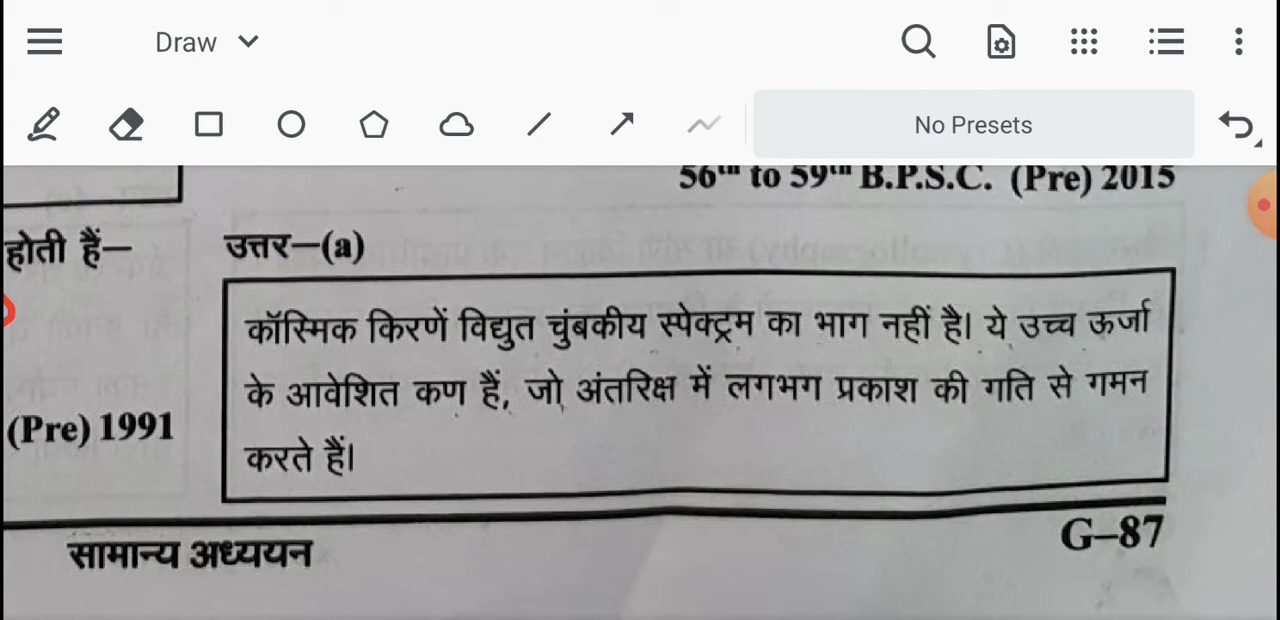 Draw
No Presets
56th to 59th B.P.S.C. (Pre) 2015
होती हैं–
उत्तर–(a)
कॉस्मिक किरणें विद्युत चुंबकीय स्पेक्ट्रम का भाग नहीं है। ये उच्च ऊर्जा
के आवेशित कण हैं, जो अंतरिक्ष में लगभग प्रकाश की गति से गमन
करते हैं।
(Pre) 1991
सामान्य अध्ययन
G–87